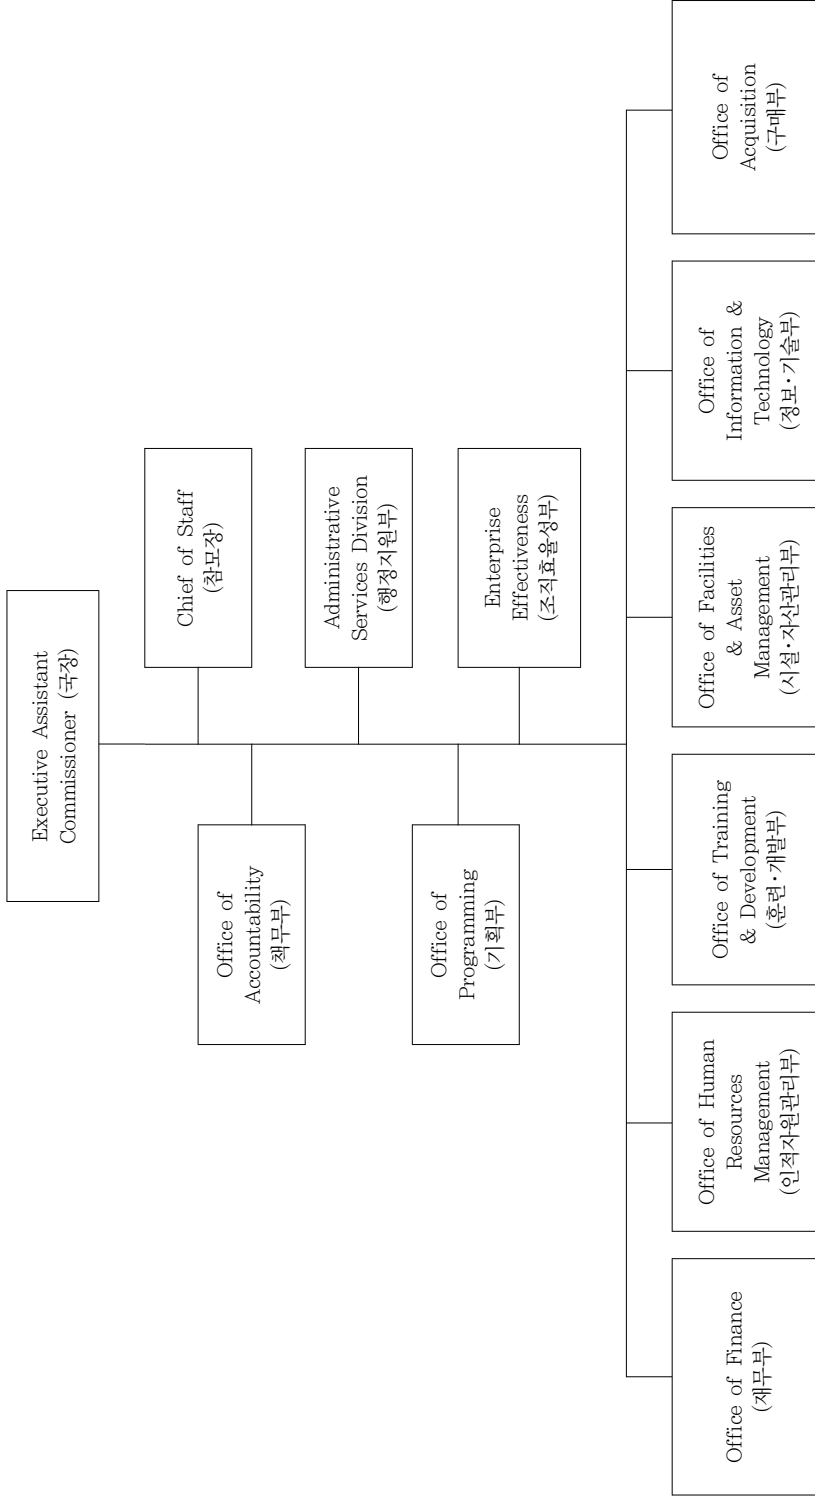 Executive Assistant
Commissioner (국장)
Chief of Staff
(참모장)
Office of
Accountability
(책무부)
Administrative
Services Division
(행정지원부)
Office of
Programming
(기획부)
Enterprise
Effectiveness
(조직효율성부)
Office of Finance
(재무부)
Office of Human
Resources
Management
(인적자원관리부)
Office of Training
& Development
(훈련･개발부)
Office of Facilities
& Asset
Management
(시설･자산관리부)
Office of
Information &
Technology
(정보･기술부)
Office of
Acquisition
(구매부)